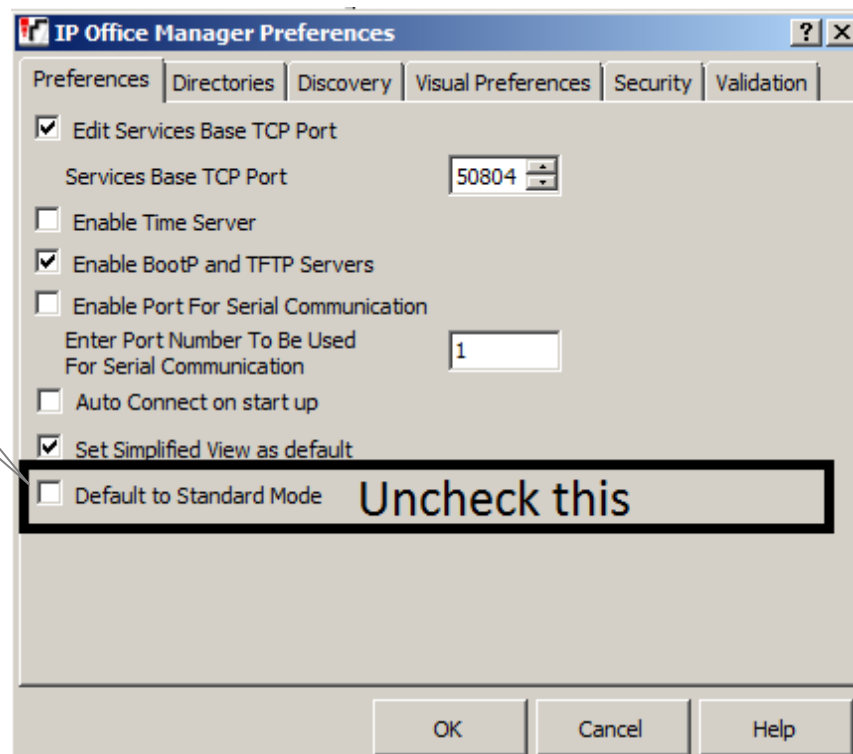 IP Office Manager Preferences
Preferences Directories Discovery Visual Preferences Security Validation
Edit Services Base TCP Port
Services Base TCP Port 50804
Enable Time Server
Enable BootP and TFTP Servers
Enable Port For Serial Communication
Enter Port Number To Be Used
For Serial Communication 1
Auto Connect on start up
Set Simplified View as default
Default to Standard Mode Uncheck this
OK Cancel Help